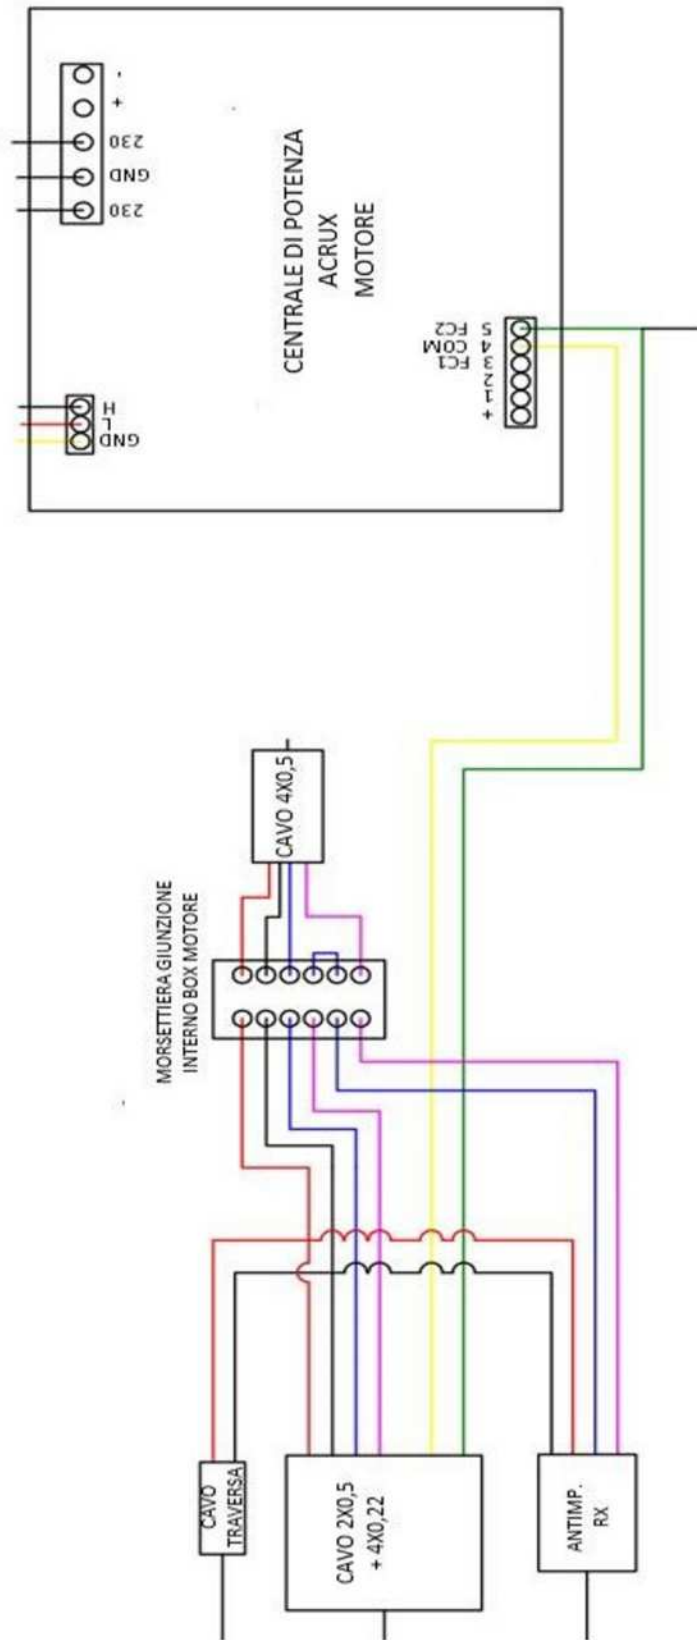 -
+
230
GND
230
CENTRALE DI POTENZA
ACRUX
MOTORE
H
L
GND
5 FC2
4 COM
3 FC1
2
1
+
CAVO 4X0,5
MORSETTIERA GIUNZIONE
INTERNO BOX MOTORE
CAVO
TRAVERSA
CAVO 2X0,5
+ 4X0,22
ANTIMP.
RX